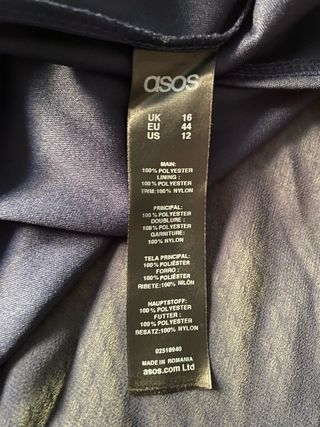 asos
UK 16
EU 44
US 12
MAIN:
100% POLYESTER
LINING :
100% POLYESTER
TRIM: 100% NYLON
PRINCIPAL:
100% POLYESTER
DOUBLURE :
100% POLYESTER
GARNITURE:
100% NYLON
TELA PRINCIPAL:
100% POLIÉSTER
FORRO :
100% POLIÉSTER
RIBETE: 100% NILÓN
HAUPTSTOFF:
100% POLYESTER
FUTTER :
100% POLYESTER
BESATZ: 100% NYLON
02518940
MADE IN ROMANIA
asos.com Ltd